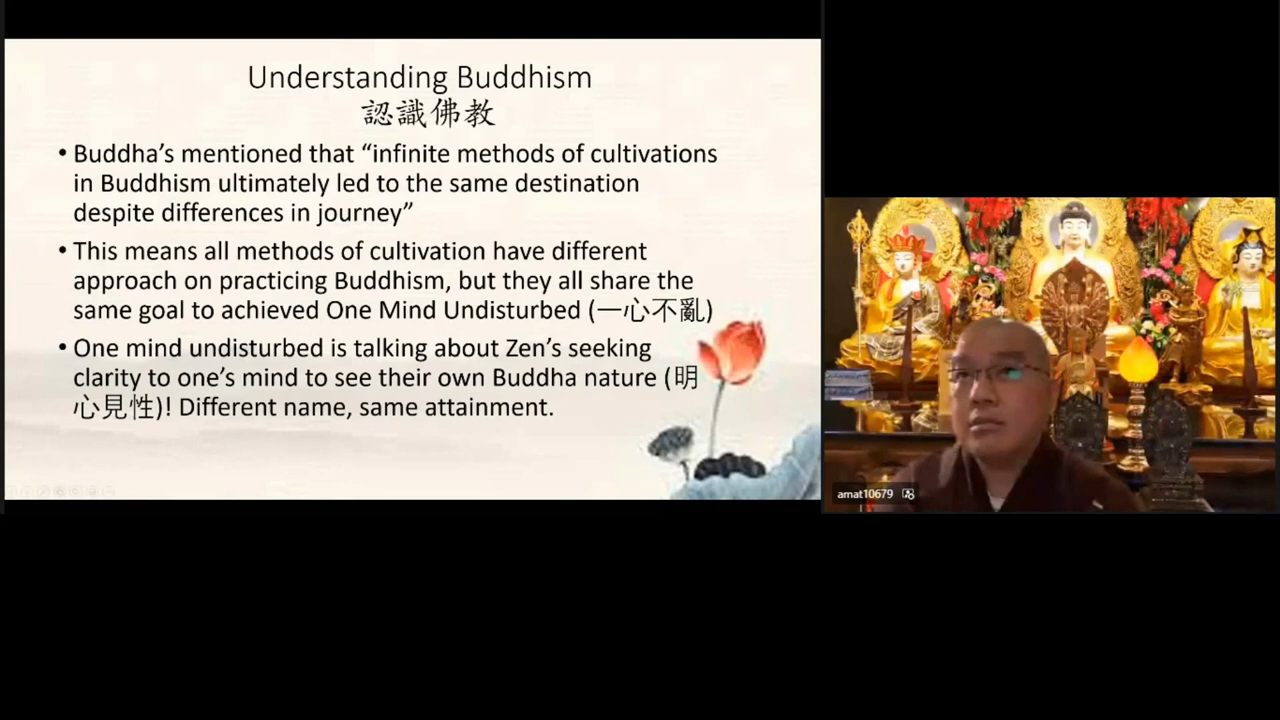 Understanding Buddhism
認識佛教
• Buddha’s mentioned that “infinite methods of cultivations
in Buddhism ultimately led to the same destination
despite differences in journey”
• This means all methods of cultivation have different
approach on practicing Buddhism, but they all share the
same goal to achieved One Mind Undisturbed (一心不亂)
• One mind undisturbed is talking about Zen’s seeking
clarity to one’s mind to see their own Buddha nature (明
心見性)! Different name, same attainment.
amat10679